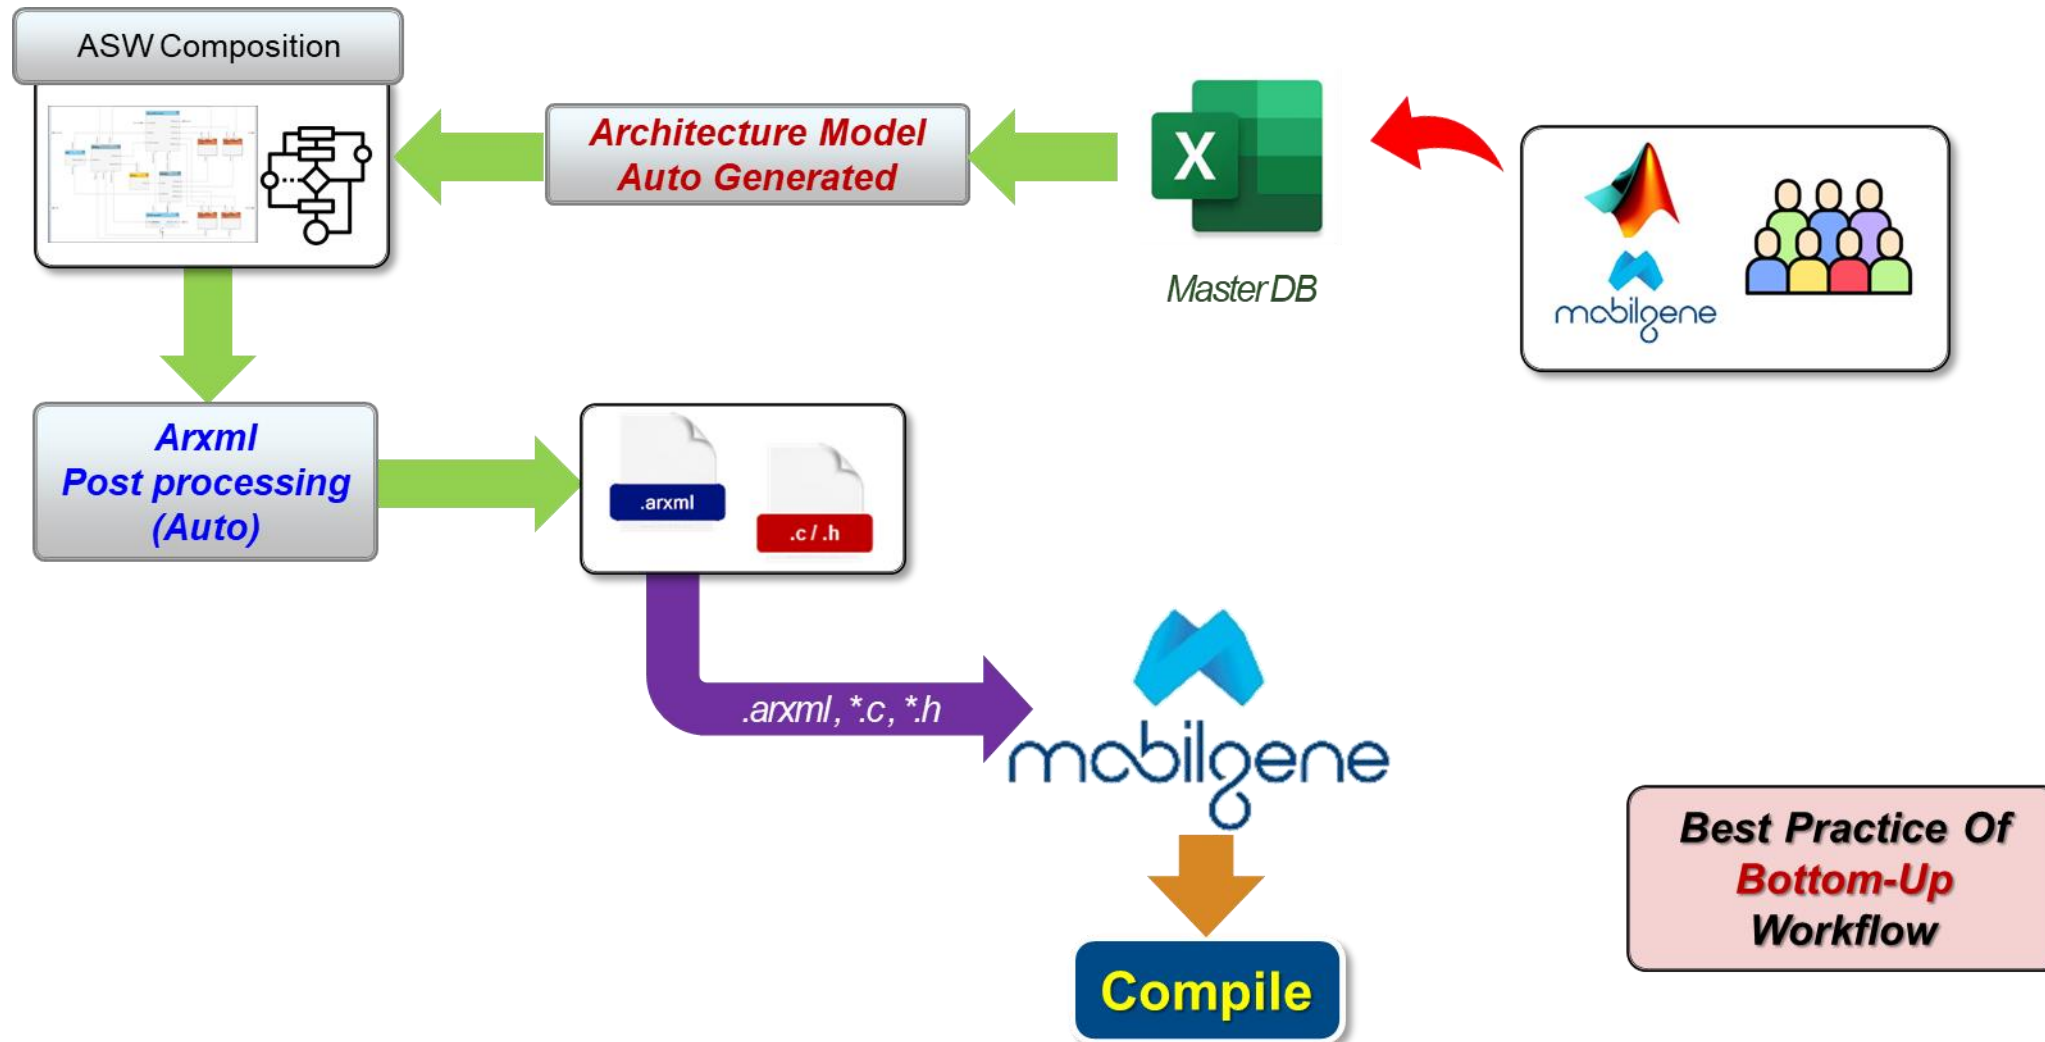 ASW Composition
Architecture Model
Auto Generated
X
Master DB
mobilgene
Arxml
Post processing
(Auto)
.arxml
.c / .h
.arxml, *.c, *.h
mobilgene
Compile
Best Practice Of
Bottom-Up
Workflow